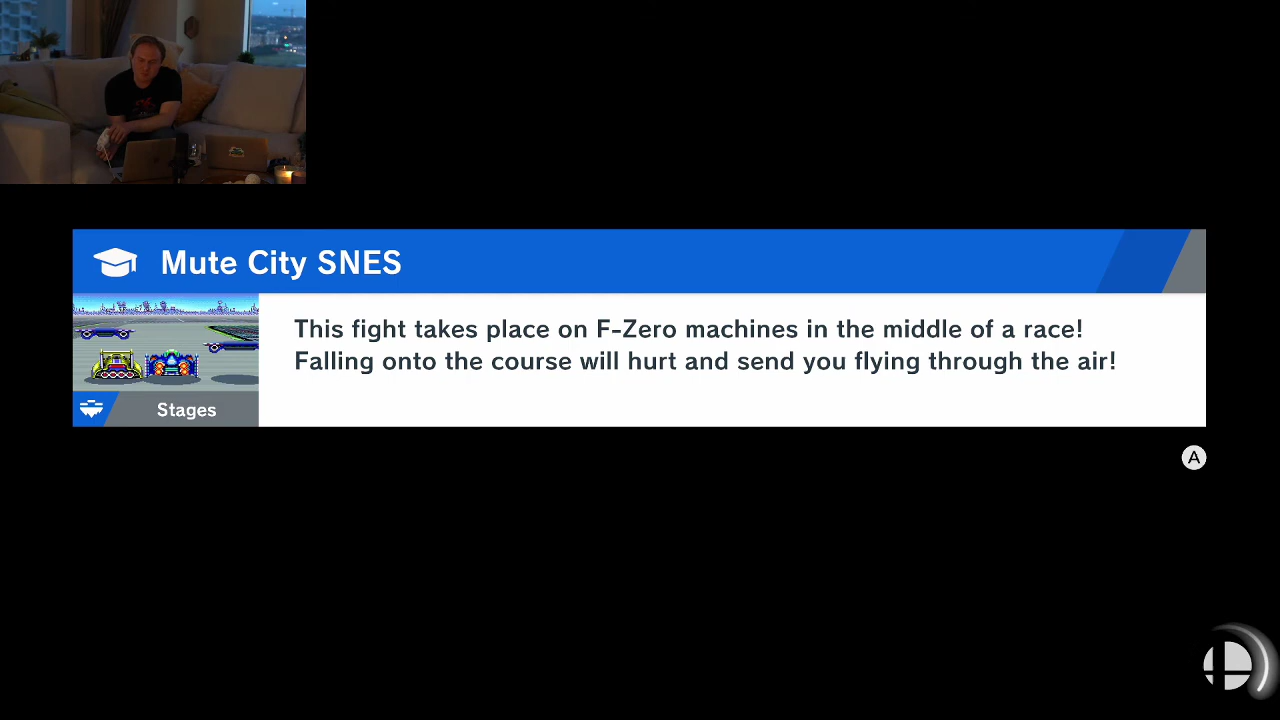 Mute City SNES
This fight takes place on F-Zero machines in the middle of a race!
Falling onto the course will hurt and send you flying through the air!
Stages
A